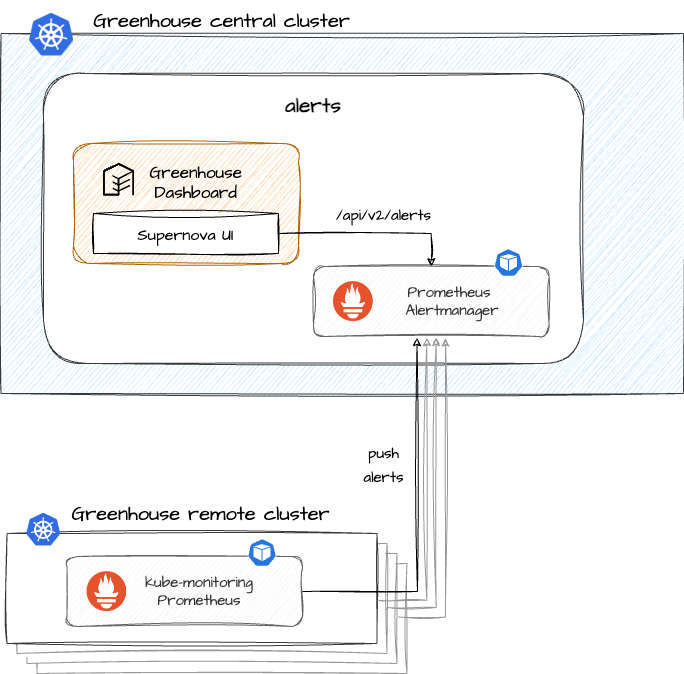 Greenhouse central cluster
alerts
Greenhouse
Dashboard
Supernova UI
/api/v2/alerts
Prometheus
Alertmanager
push
alerts
Greenhouse remote cluster
Kube-monitoring
Prometheus